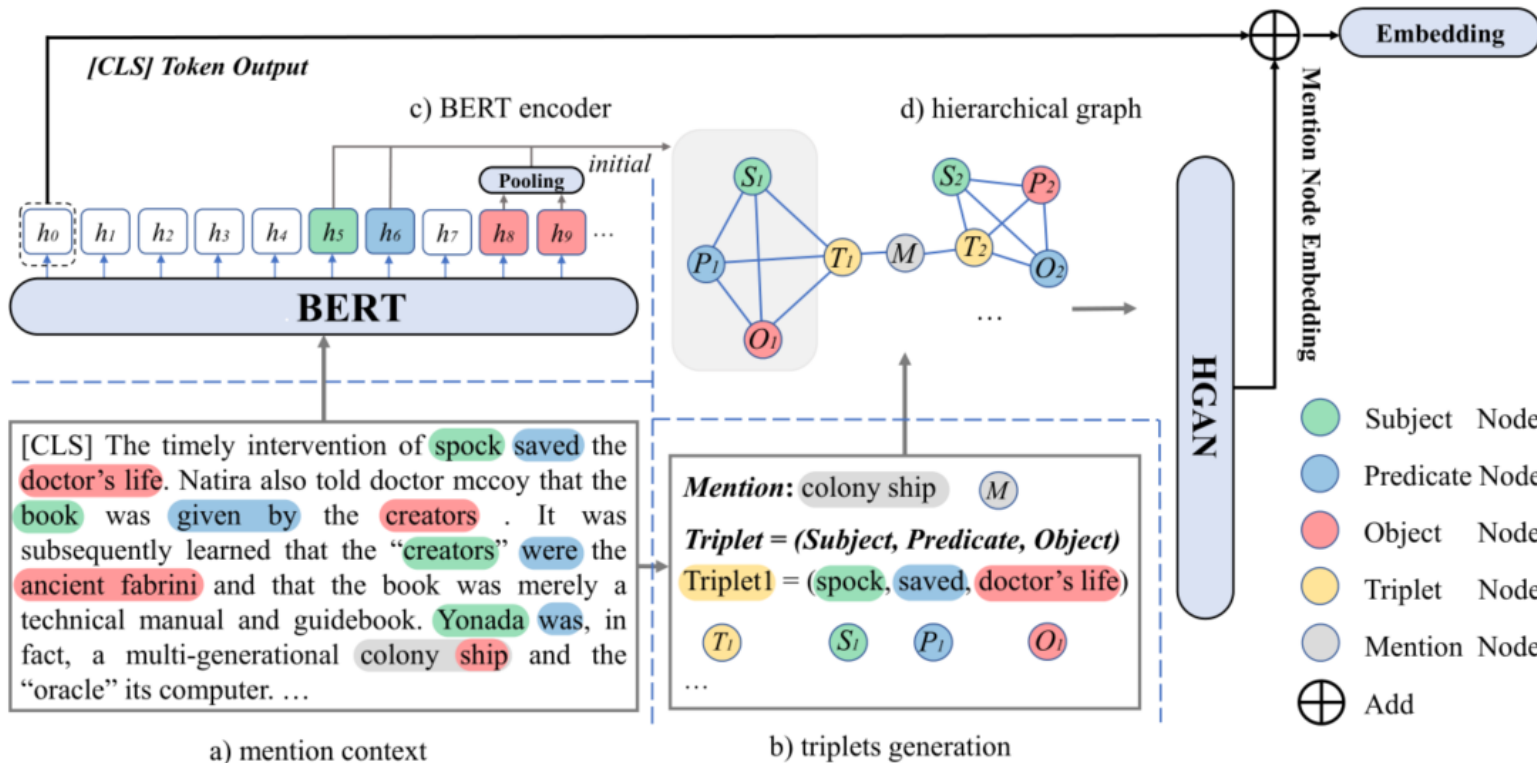 Embedding
[CLS] Token Output
Mention Node Embedding
c) BERT encoder
d) hierarchical graph
initial
Pooling
h0 h1 h2 h3 h4 h5 h6 h7 h8 h9 ...
BERT
S1
P1
T1
O1
M
S2
P2
T2
O2
...
HGAN
[CLS] The timely intervention of spock saved the
doctor's life. Natira also told doctor mccoy that the
book was given by the creators . It was
subsequently learned that the “creators” were the
ancient fabrini and that the book was merely a
technical manual and guidebook. Yonada was, in
fact, a multi-generational colony ship and the
“oracle” its computer. …
a) mention context
Mention: colony ship M
Triplet = (Subject, Predicate, Object)
Triplet1 = (spock, saved, doctor's life)
T1 S1 P1 O1
...
b) triplets generation
Subject Node
Predicate Node
Object Node
Triplet Node
Mention Node
Add